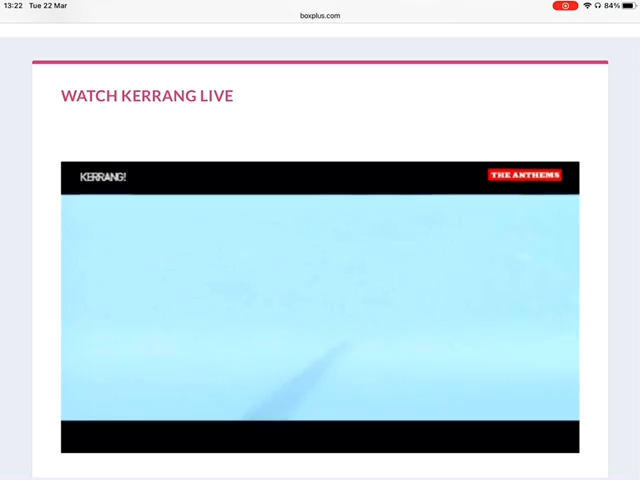 13:22 Tue 22 Mar
84%
boxplus.com
WATCH KERRANG LIVE
KERRANG!
THE ANTHEMS